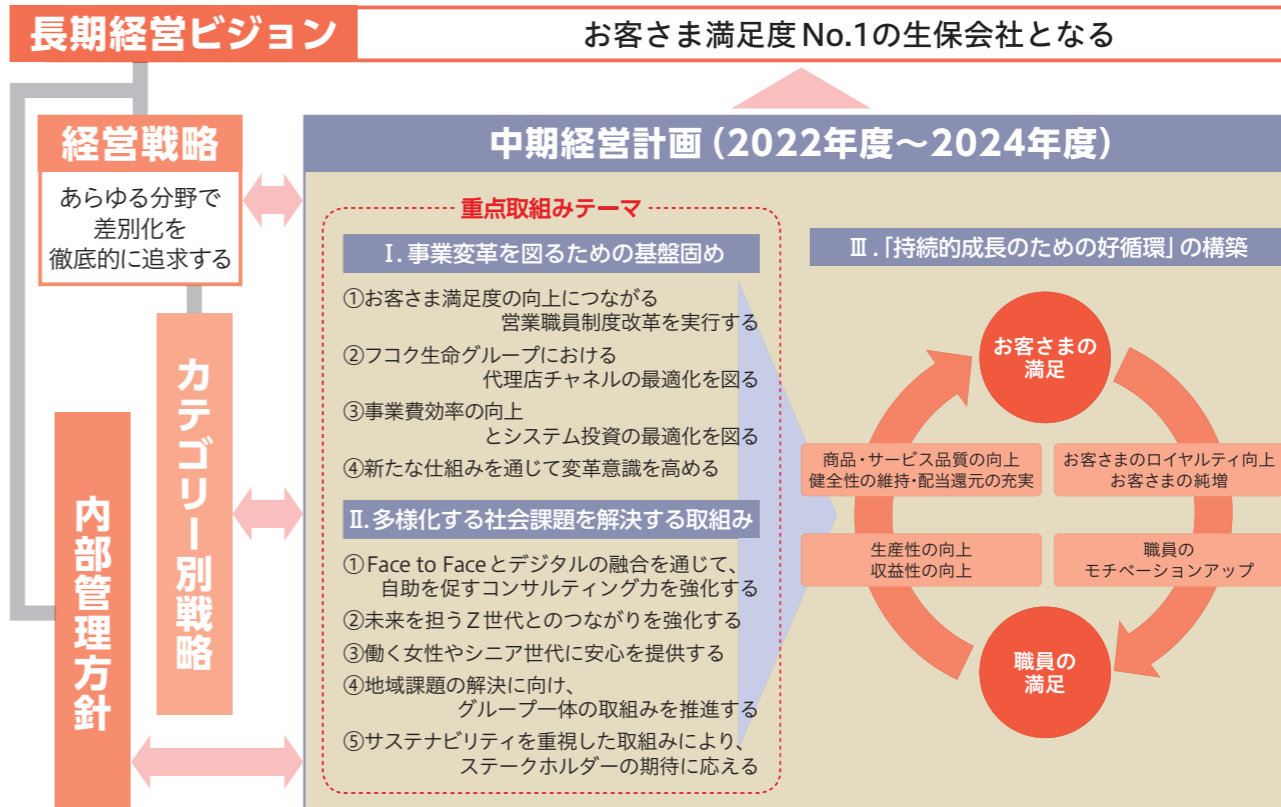 長期経営ビジョン
お客さま満足度No.1の生保会社となる
経営戦略
あらゆる分野で
差別化を
徹底的に追求する
カテゴリー別戦略
内部管理方針
中期経営計画（2022年度～2024年度）
重点取組みテーマ
Ⅰ.事業変革を図るための基盤固め
①お客さま満足度の向上につながる
営業職員制度改革を実行する
②フコク生命グループにおける
代理店チャネルの最適化を図る
③事業費効率の向上
とシステム投資の最適化を図る
④新たな仕組みを通じて変革意識を高める
Ⅱ.多様化する社会課題を解決する取組み
①Face to Faceとデジタルの融合を通じて、
自助を促すコンサルティング力を強化する
②未来を担うZ世代とのつながりを強化する
③働く女性やシニア世代に安心を提供する
④地域課題の解決に向け、
グループ一体の取組みを推進する
⑤サステナビリティを重視した取組みにより、
ステークホルダーの期待に応える
Ⅲ.「持続的成長のための好循環」の構築
お客さまの
満足
商品・サービス品質の向上
健全性の維持・配当還元の充実
お客さまのロイヤルティ向上
お客さまの純増
生産性の向上
収益性の向上
職員の
モチベーションアップ
職員の
満足